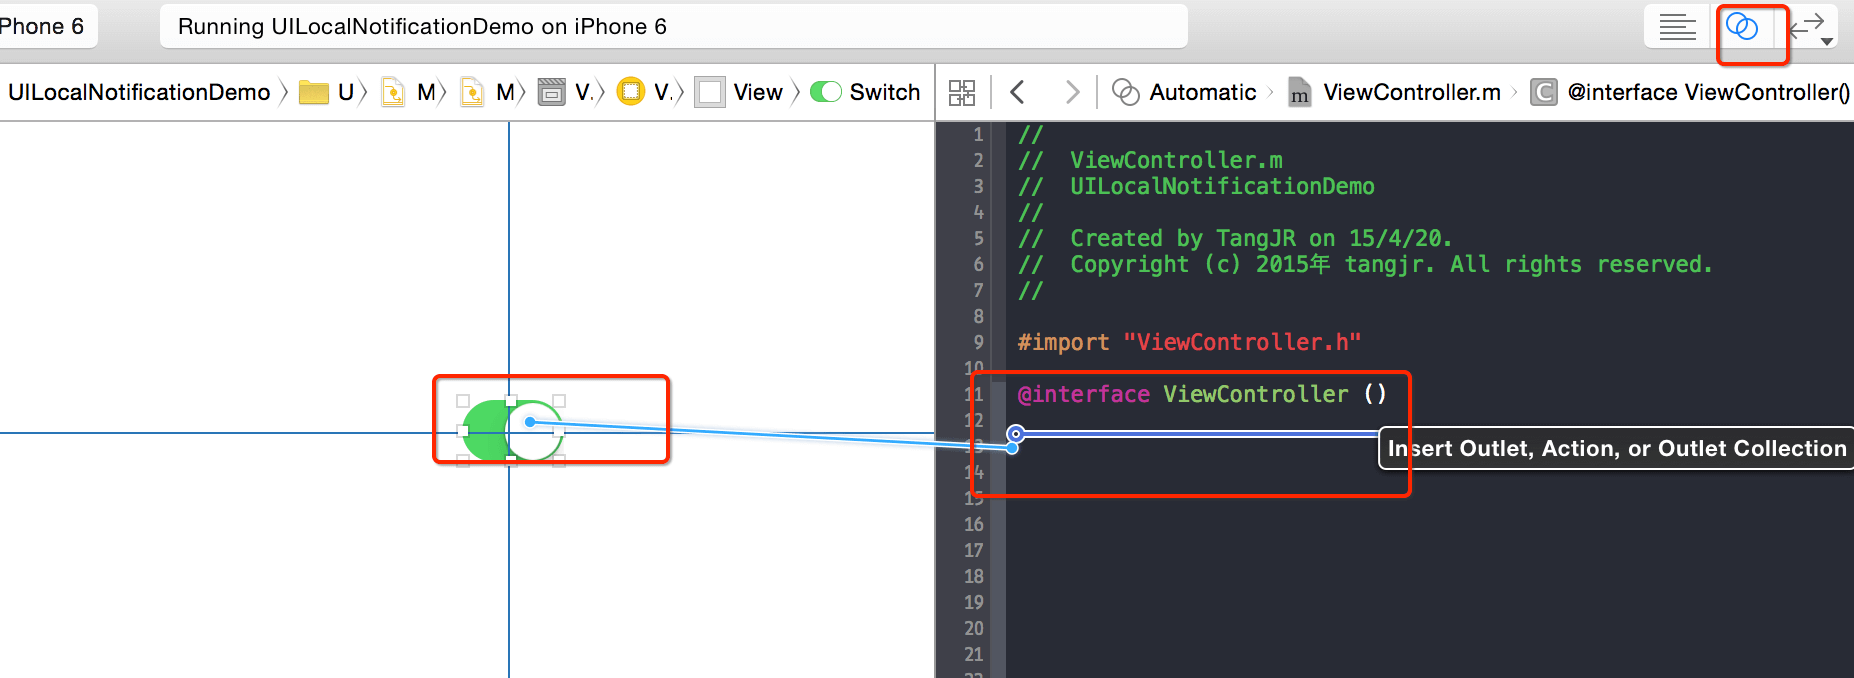 Phone 6
Running UILocalNotificationDemo on iPhone 6
UILocalNotificationDemo U M M V. V. View Switch
Automatic ViewController.m @interface ViewController()
1 //
2 // ViewController.m
3 // UILocalNotificationDemo
4 //
5 // Created by TangJR on 15/4/20.
6 // Copyright (c) 2015年 tangjr. All rights reserved.
7 //
8
9 #import "ViewController.h"
10
11 @interface ViewController ()
12
13
Insert Outlet, Action, or Outlet Collection
14
15
16
17
18
19
20
21